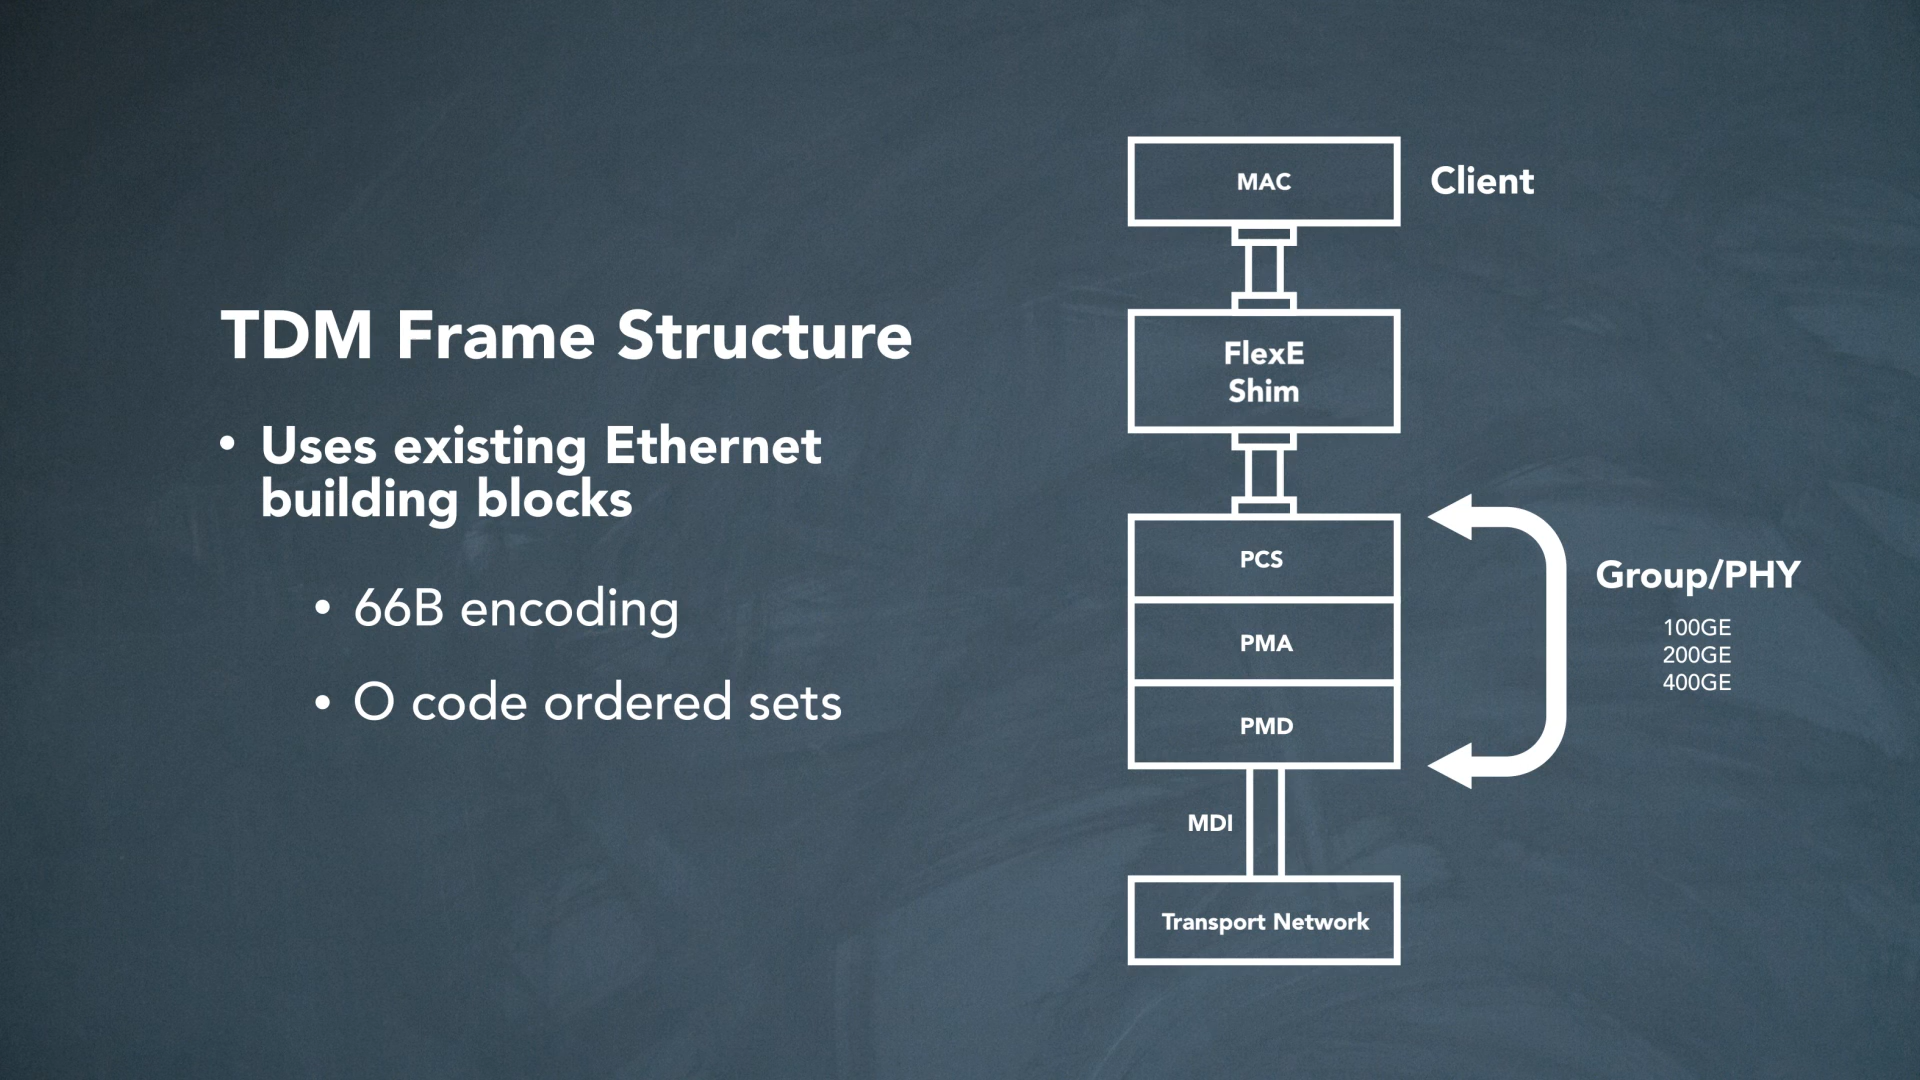 TDM Frame Structure
• Uses existing Ethernet
building blocks
• 66B encoding
• O code ordered sets
MAC
Client
FlexE
Shim
PCS
PMA
PMD
Group/PHY
100GE
200GE
400GE
MDI
Transport Network